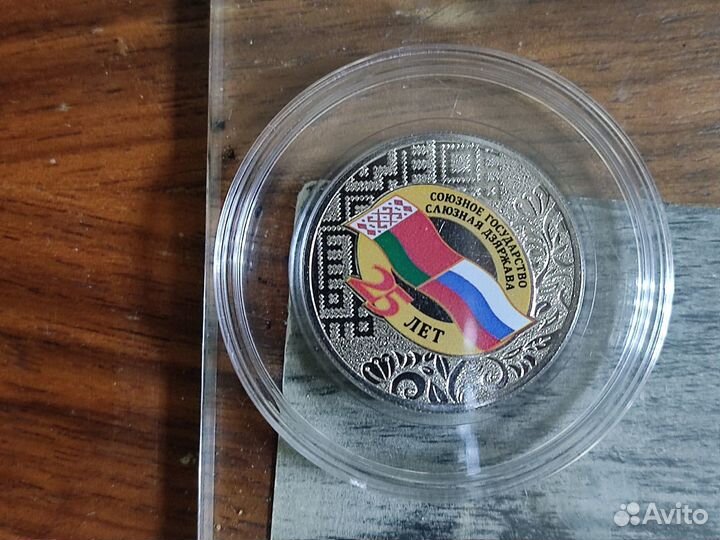 СОЮЗНОЕ ГОСУДАРСТВО
САЮЗНАЯ ДЗЯРЖАВА
25
ЛЕТ
Avito